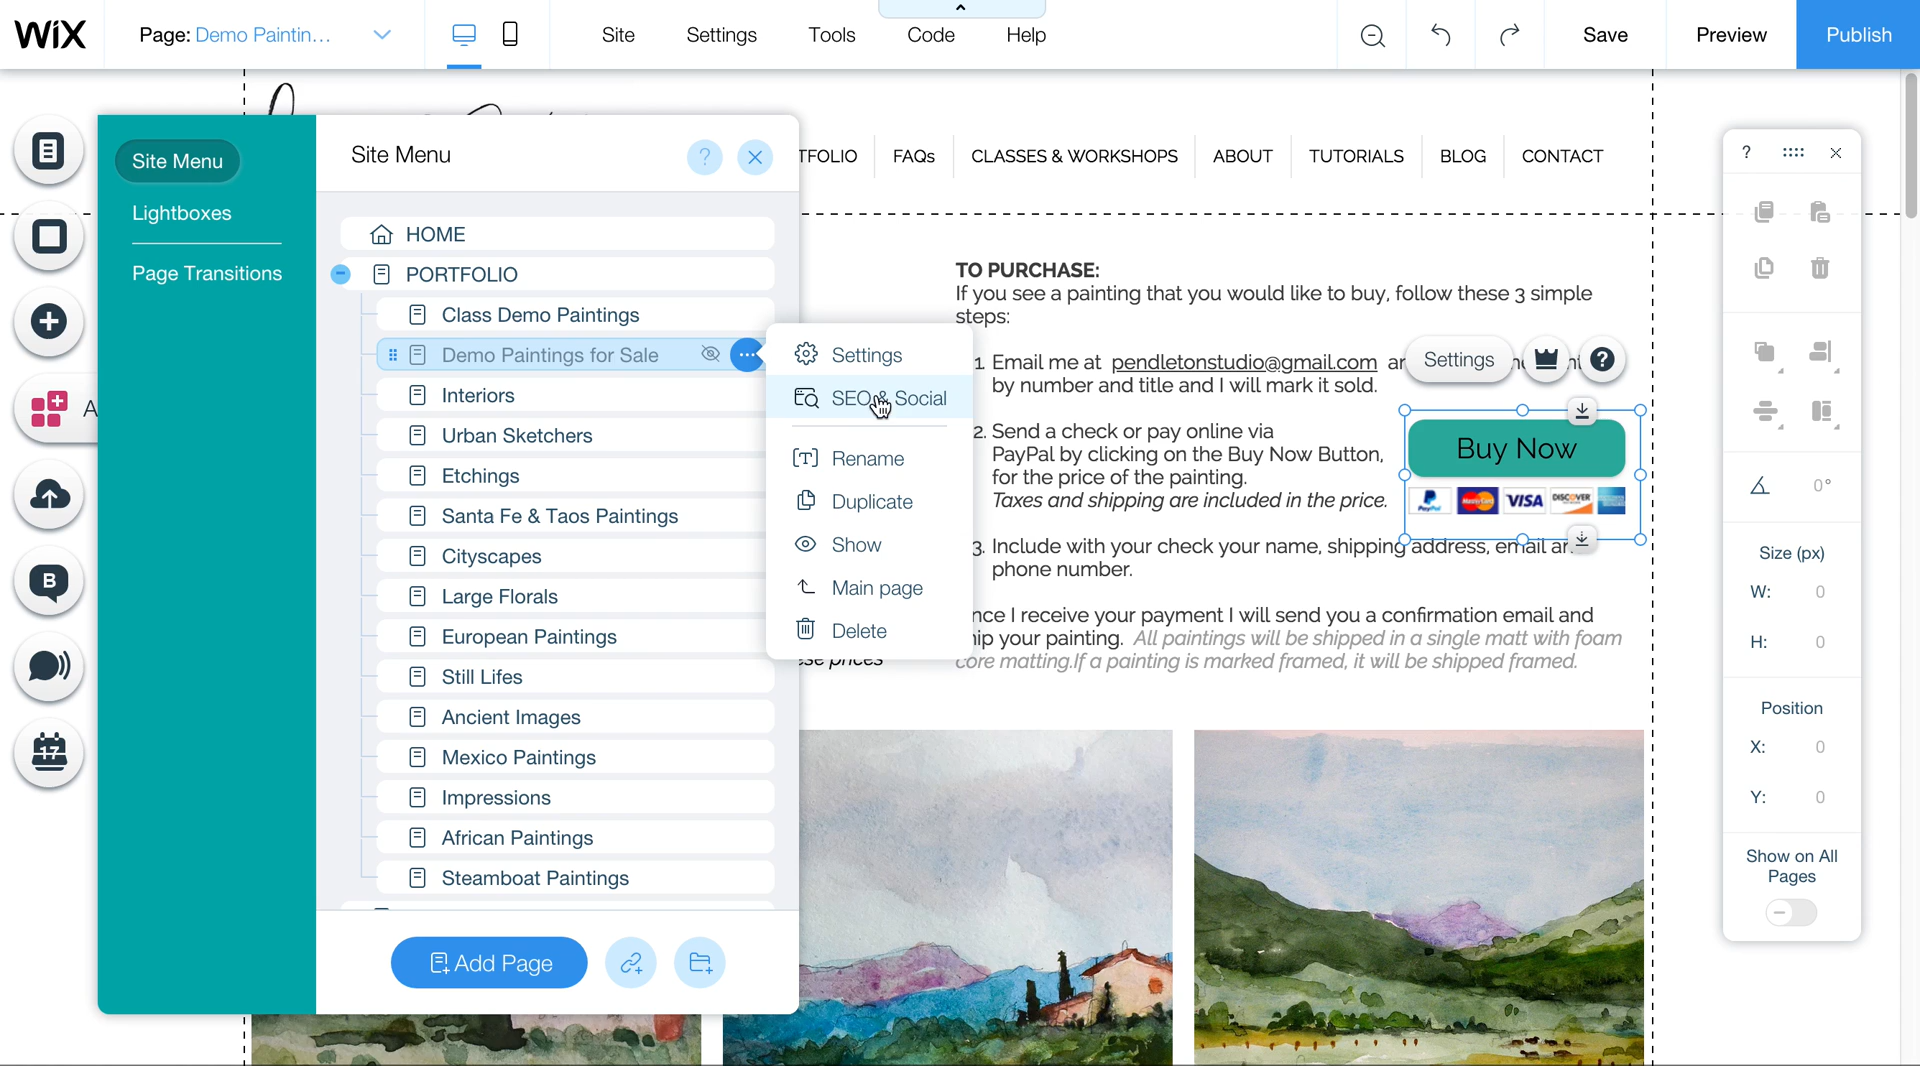 WiX
Page: Demo Paintin...
Site
Settings
Tools
Code
Help
Save
Preview
Publish
Site Menu
Lightboxes
Page Transitions
A
B
17
Site Menu
?
HOME
PORTFOLIO
Class Demo Paintings
Demo Paintings for Sale
Interiors
Urban Sketchers
Etchings
Santa Fe & Taos Paintings
Cityscapes
Large Florals
European Paintings
Still Lifes
Ancient Images
Mexico Paintings
Impressions
African Paintings
Steamboat Paintings
Add Page
Settings
SEO & Social
Rename
Duplicate
Show
Main page
Delete
TFOLIO
FAQs
CLASSES & WORKSHOPS
ABOUT
TUTORIALS
BLOG
CONTACT
TO PURCHASE:
If you see a painting that you would like to buy, follow these 3 simple
steps:
1. Email me at pendletonstudio@gmail.com
by number and title and I will mark it sold.
2. Send a check or pay online via
PayPal by clicking on the Buy Now Button,
for the price of the painting.
Taxes and shipping are included in the price.
3. Include with your check your name, shipping address, email
phone number.
nce I receive your payment I will send you a confirmation email and
hip your painting. All paintings will be shipped in a single matt with foam
core matting.If a painting is marked framed, it will be shipped framed.
ese prices
Settings
?
Buy Now
PayPal
MasterCard
VISA
DISCOVER
?
0°
Size (px)
W: 0
H: 0
Position
X: 0
Y: 0
Show on All
Pages